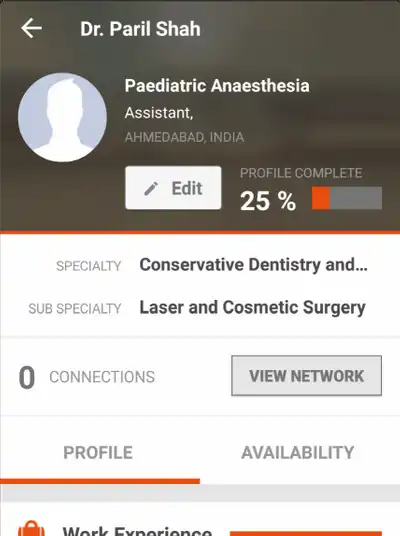 Dr. Paril Shah
Paediatric Anaesthesia
Assistant,
AHMEDABAD, INDIA
Edit
PROFILE COMPLETE
25 %
SPECIALTY
Conservative Dentistry and...
SUB SPECIALTY
Laser and Cosmetic Surgery
0 CONNECTIONS
VIEW NETWORK
PROFILE
AVAILABILITY
Work Experience